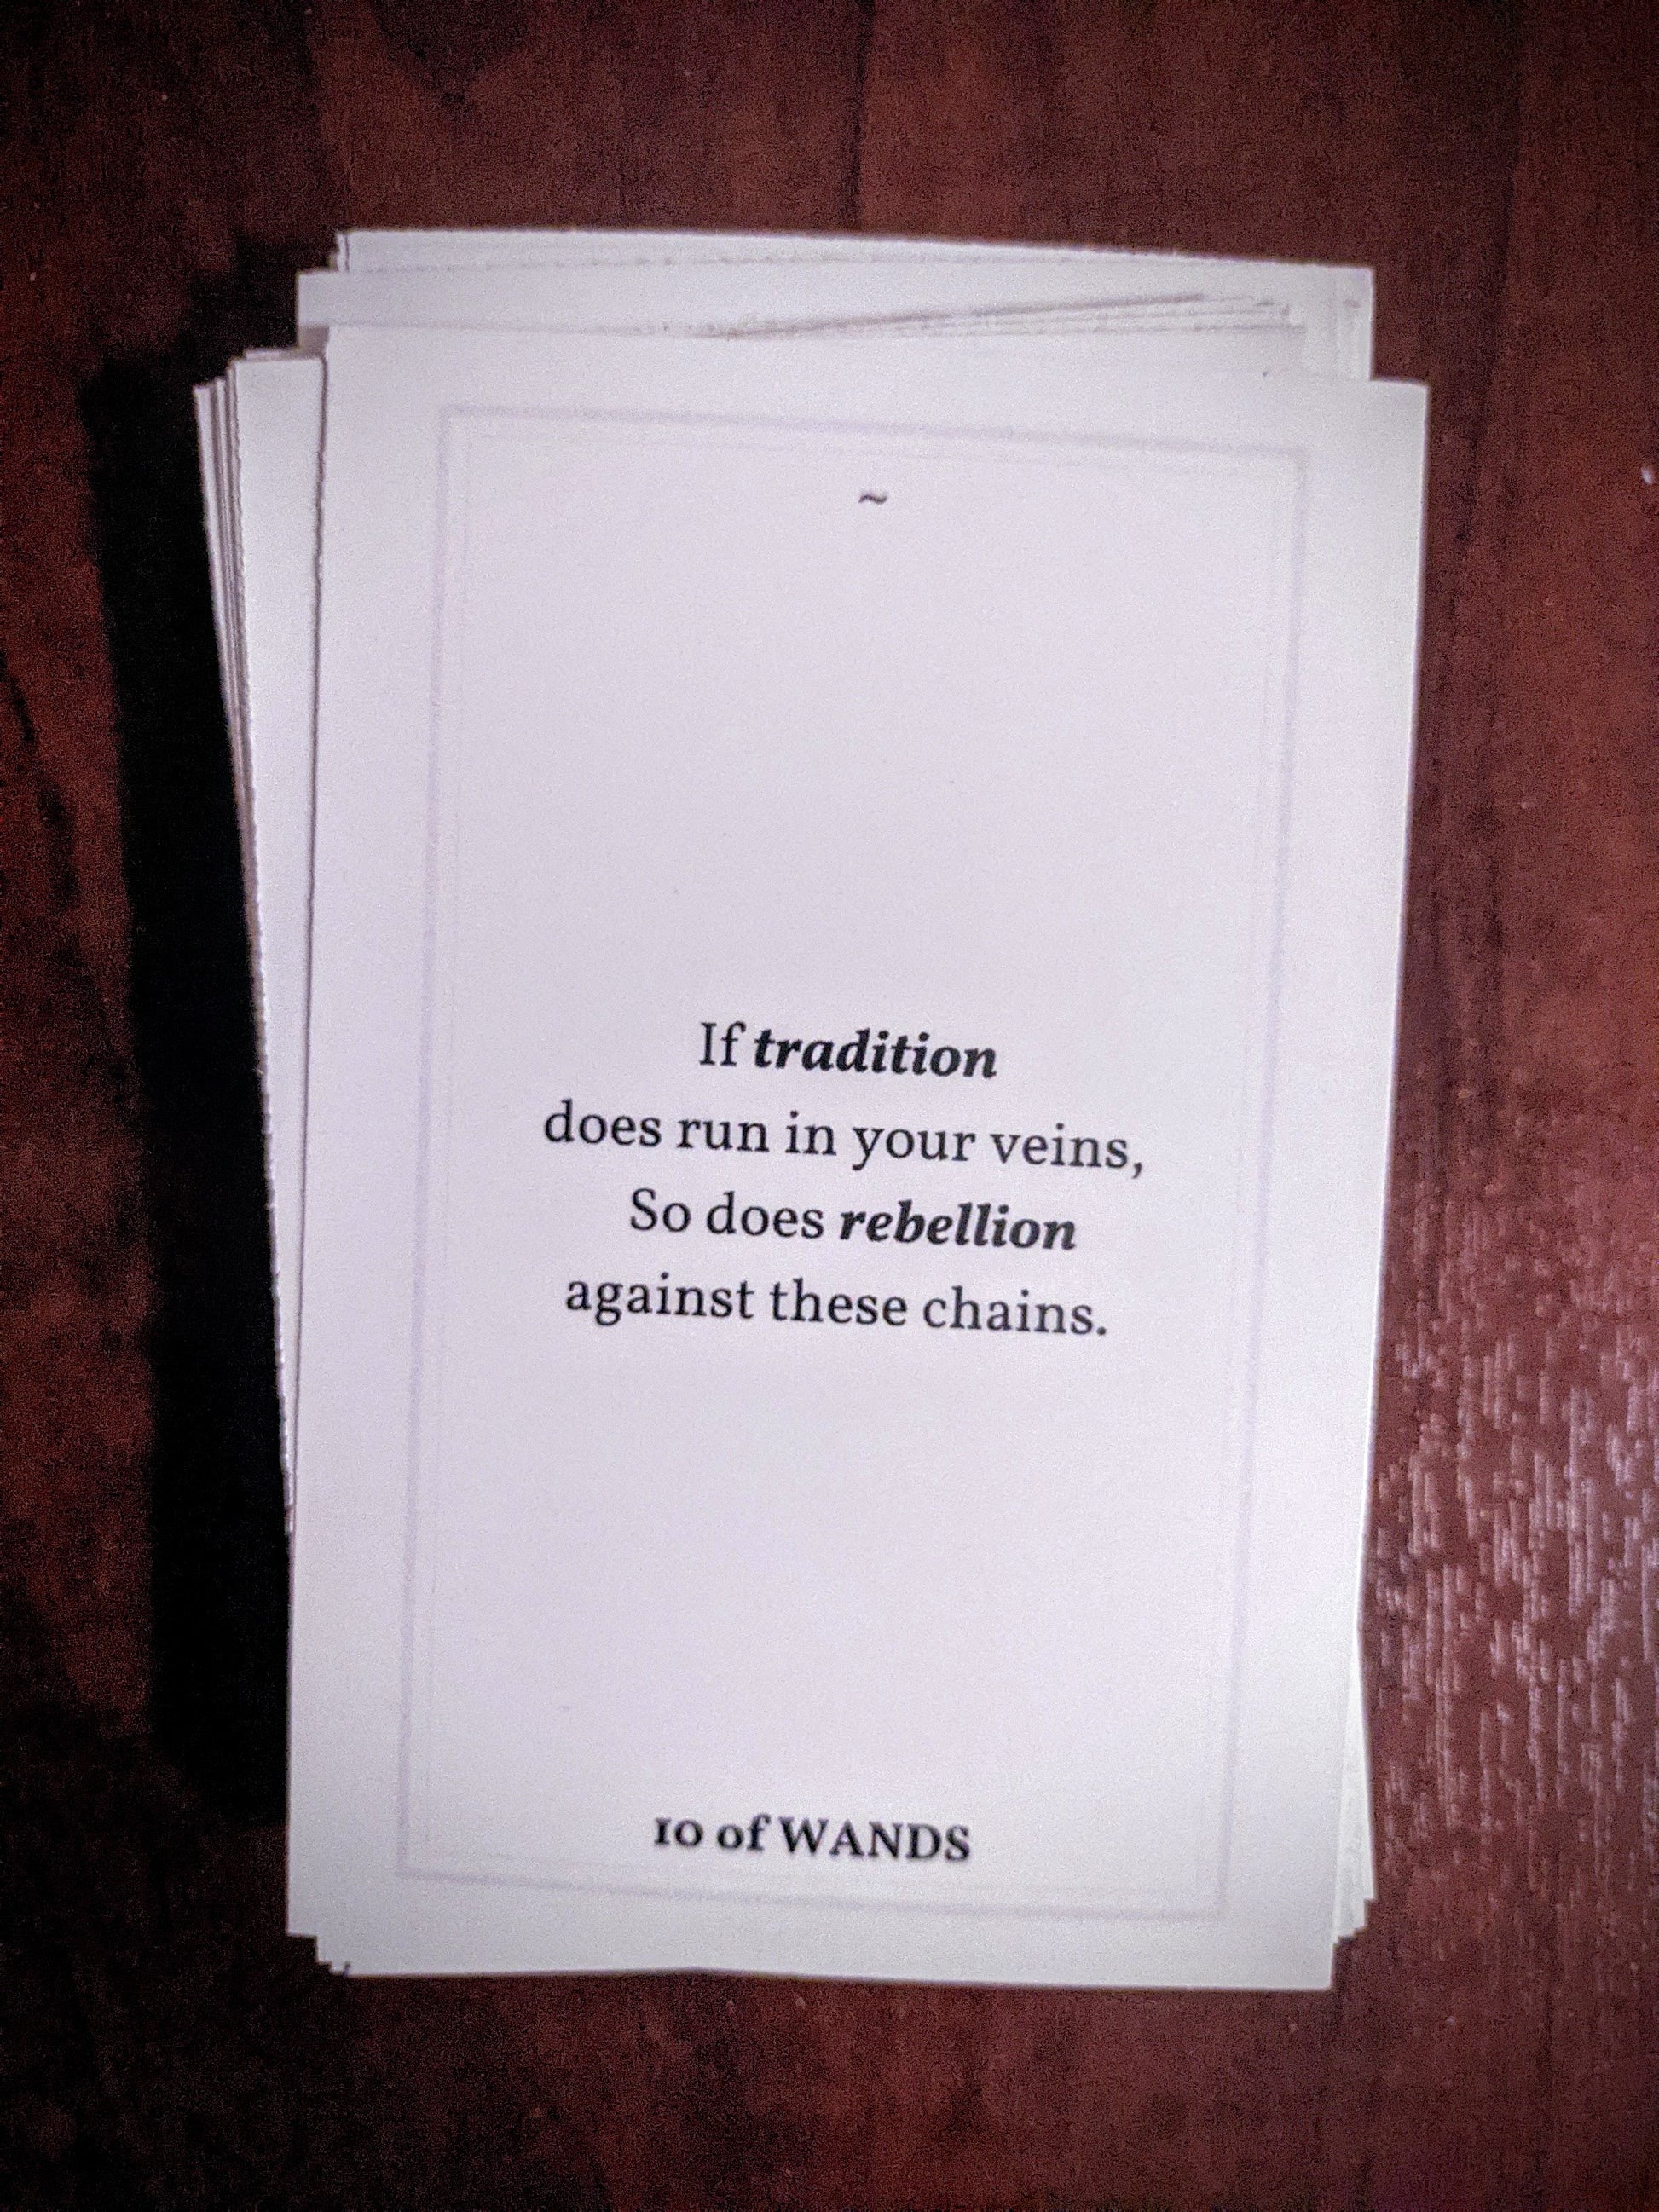 ~
If tradition
does run in your veins,
So does rebellion
against these chains.
10 of WANDS